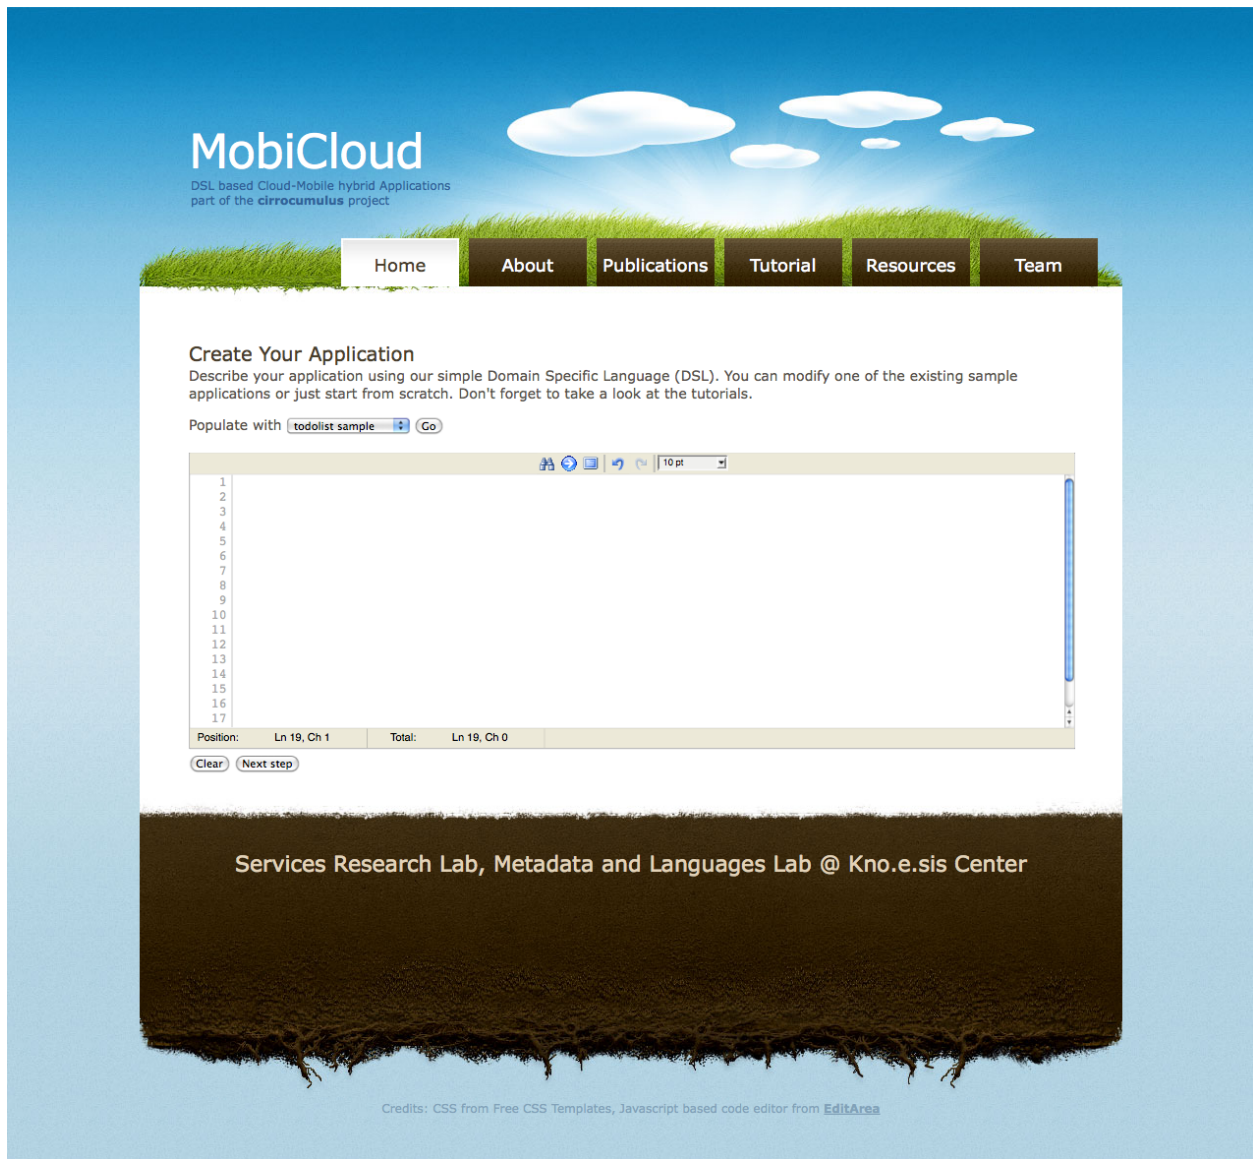 MobiCloud
DSL based Cloud-Mobile hybrid Applications
part of the cirrocumulus project
Home About Publications Tutorial Resources Team
Create Your Application
Describe your application using our simple Domain Specific Language (DSL). You can modify one of the existing sample
applications or just start from scratch. Don't forget to take a look at the tutorials.
Populate with todolist sample Go
10 pt
1
2
3
4
5
6
7
8
9
10
11
12
13
14
15
16
17
Position: Ln 19, Ch 1 Total: Ln 19, Ch 0
Clear Next step
Services Research Lab, Metadata and Languages Lab @ Kno.e.sis Center
Credits: CSS from Free CSS Templates, Javascript based code editor from EditArea